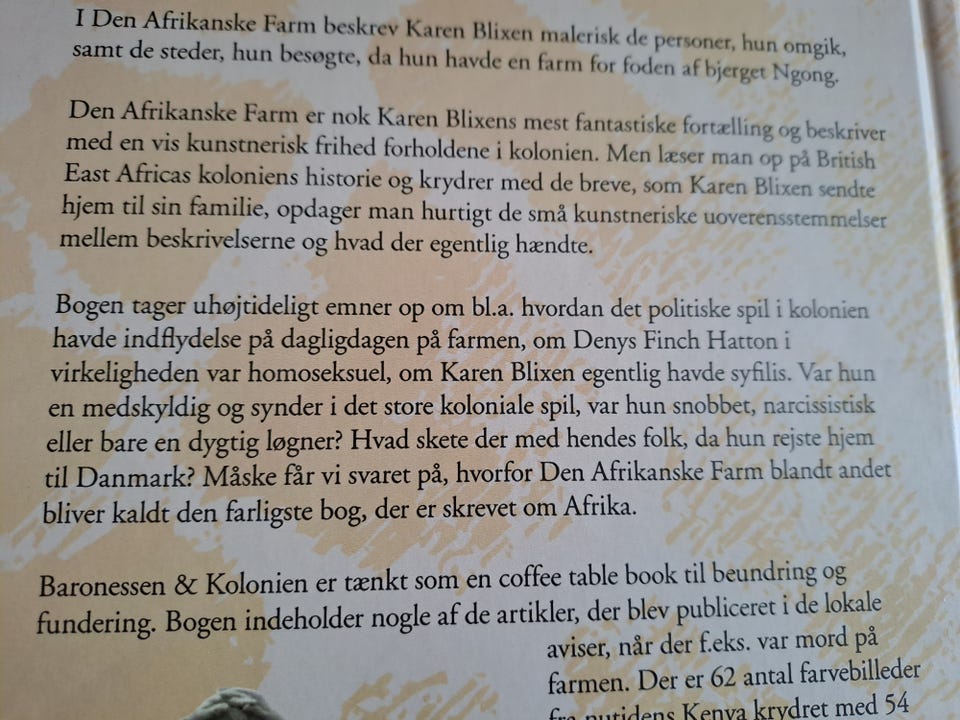 I Den Afrikanske Farm beskrev Karen Blixen malerisk de personer, hun omgik,
samt de steder, hun besøgte, da hun havde en farm for foden af bjerget Ngong.
Den Afrikanske Farm er nok Karen Blixens mest fantastiske fortælling og beskriver
med en vis kunstnerisk frihed forholdene i kolonien. Men læser man op på British
East Africas koloniens historie og krydrer med de breve, som Karen Blixen sendte
hjem til sin familie, opdager man hurtigt de små kunstneriske uoverensstemmelser
mellem beskrivelserne og hvad der egentlig hændte.
Bogen tager uhøjtideligt emner op om bl.a. hvordan det politiske spil i kolonien
havde indflydelse på dagligdagen på farmen, om Denys Finch Hatton i
virkeligheden var homoseksuel, om Karen Blixen egentlig havde syfilis. Var hun
en medskyldig og synder i det store koloniale spil, var hun snobbet, narcissistisk
eller bare en dygtig løgner? Hvad skete der med hendes folk, da hun rejste hjem
til Danmark? Måske får vi svaret på, hvorfor Den Afrikanske Farm blandt andet
bliver kaldt den farligste bog, der er skrevet om Afrika.
Baronessen & Kolonien er tænkt som en coffee table book til beundring og
fundering. Bogen indeholder nogle af de artikler, der blev publiceret i de lokale
aviser, når der f.eks. var mord på
farmen. Der er 62 antal farvebilleder
fra nutidens Kenya krydret med 54